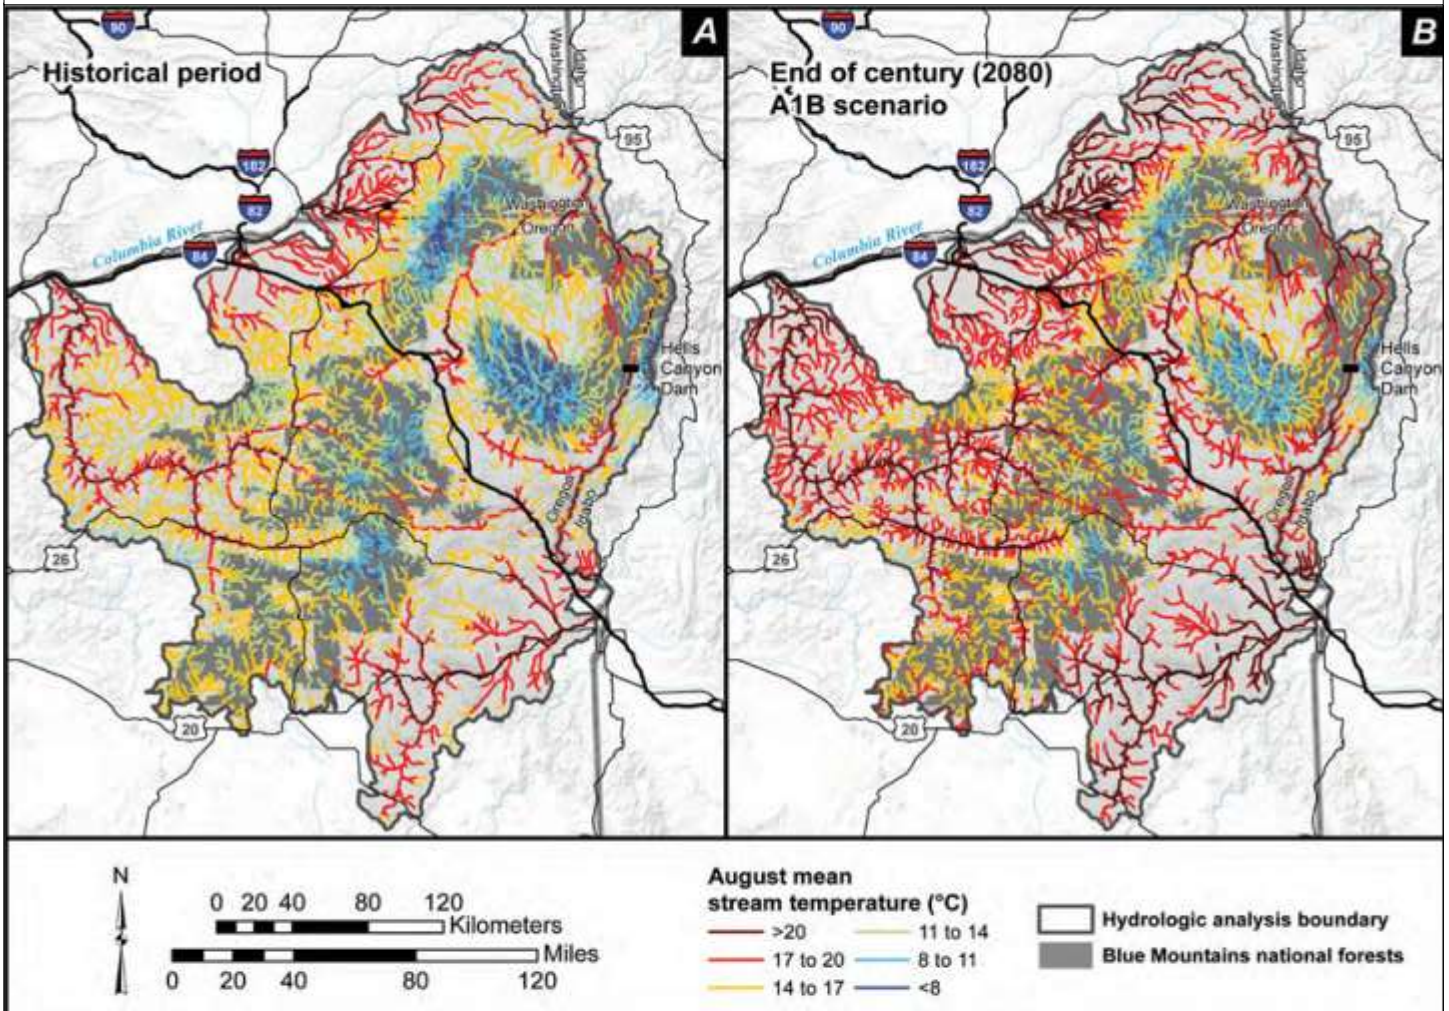 90
A
Historical period
Washington
Idaho
95
182
82
Washington
Oregon
Columbia River
84
Hells
Canyon
Dam
Oregon
Idaho
26
20
90
B
End of century (2080)
A1B scenario
Washington
Idaho
95
182
82
Washington
Oregon
Columbia River
84
Hells
Canyon
Dam
Oregon
Idaho
26
20
N
0 20 40 80 120
Kilometers
Miles
0 20 40 80 120
August mean
stream temperature (°C)
>20 11 to 14
17 to 20 8 to 11
14 to 17 <8
Hydrologic analysis boundary
Blue Mountains national forests